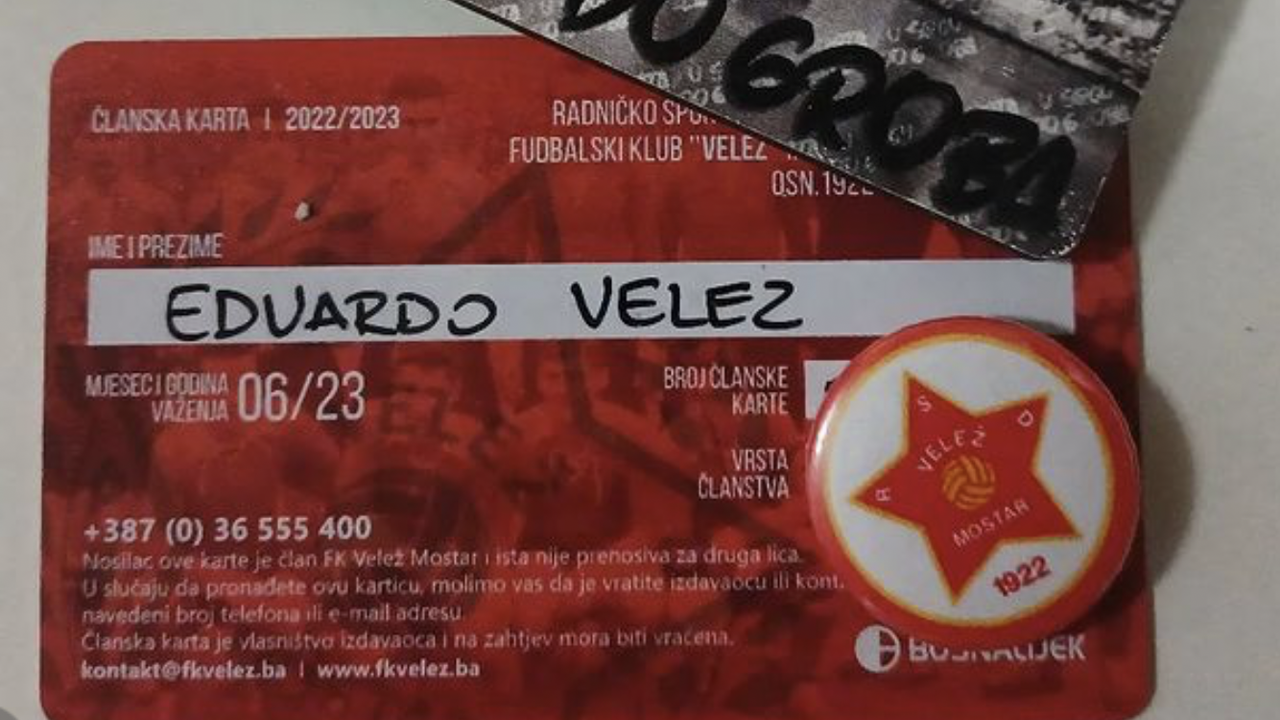 DO GROBA
ČLANSKA KARTA | 2022/2023
RADNIČKO
FUDBALSKI KLUB "VELEŽ"
OSN.1922
IME I PREZIME
EDUARDO VELEZ
MJESEC I GODINA
VAŽENJA
06/23
BROJ ČLANSKE
KARTE
VRSTA
ČLANSTVA
R S D
VELEŽ
MOSTAR
1922
+387 (0) 36 555 400
Nosilac ove karte je član FK Velež Mostar i ista nije prenosiva za druga lica.
U slučaju da pronađete ovu karticu, molimo vas da je vratite izdavaocu ili kont.
navedeni broj telefona ili e-mail adresu.
Članska karta je vlasništvo izdavaoca i na zahtjev mora biti vraćena.
kontakt@fkvelez.ba | www.fkvelez.ba
BOSNALIJEK